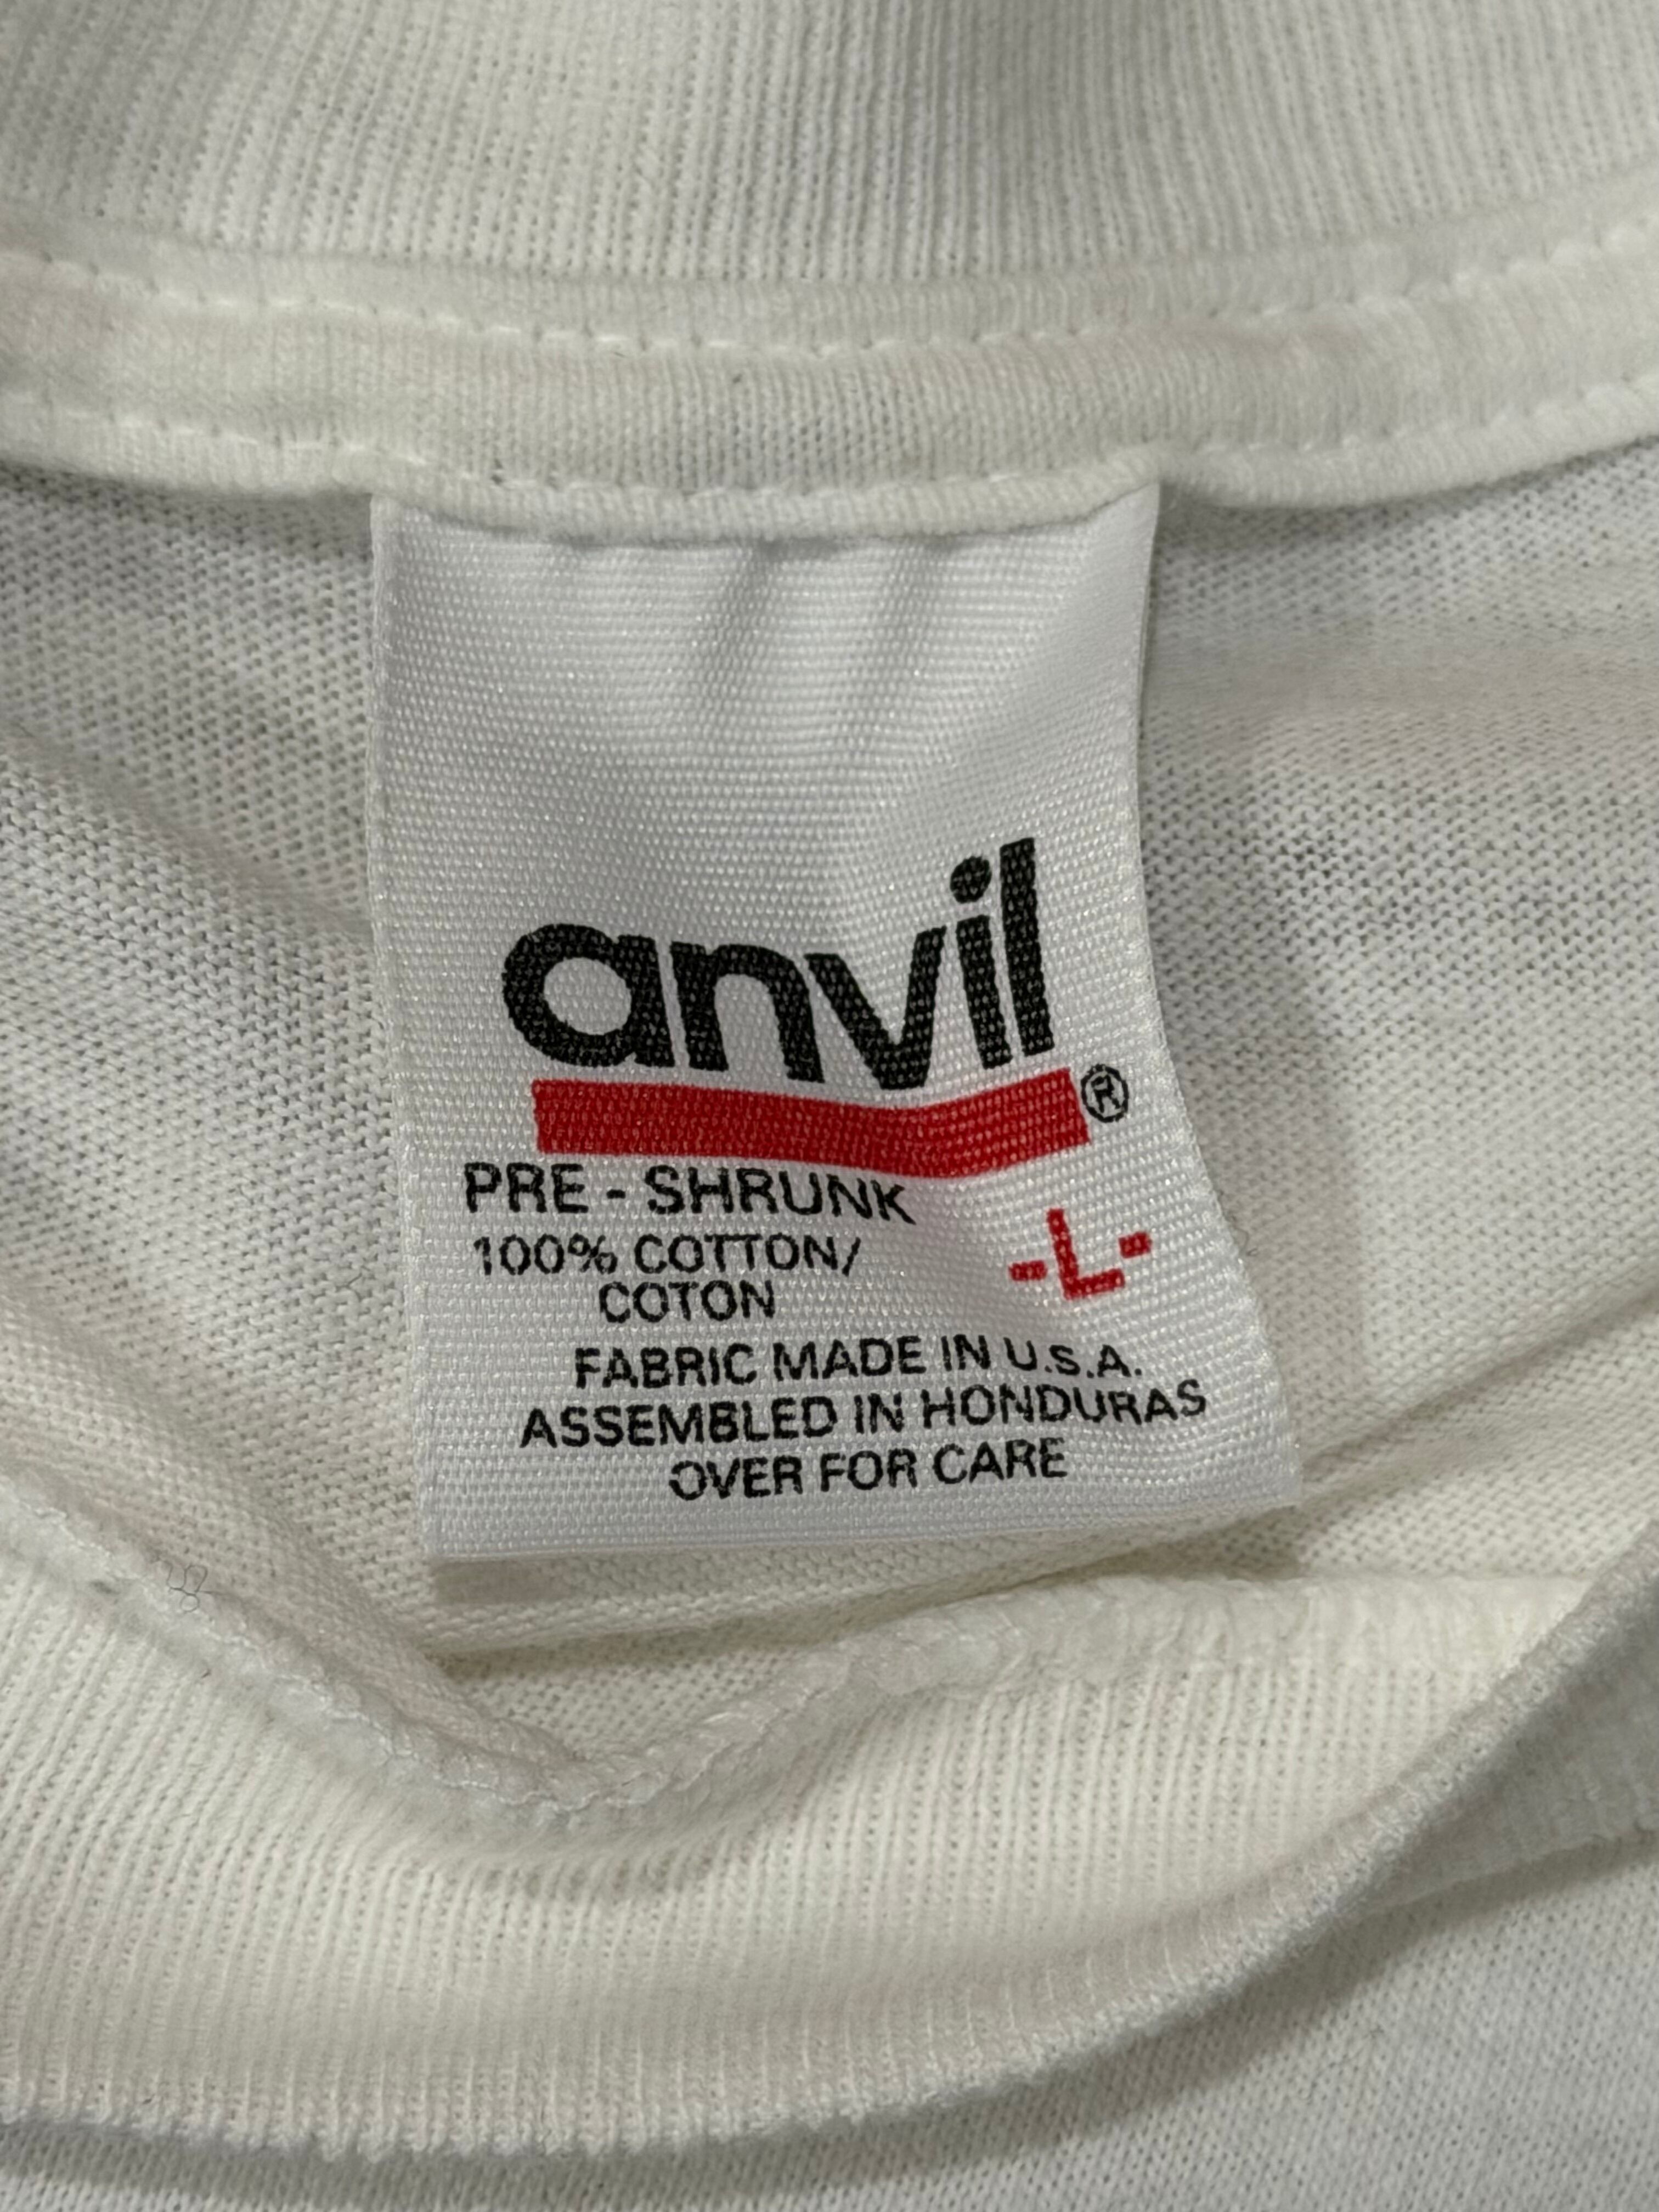 anvil®
PRE - SHRUNK
100% COTTON/
COTON
-L-
FABRIC MADE IN U.S.A.
ASSEMBLED IN HONDURAS
OVER FOR CARE